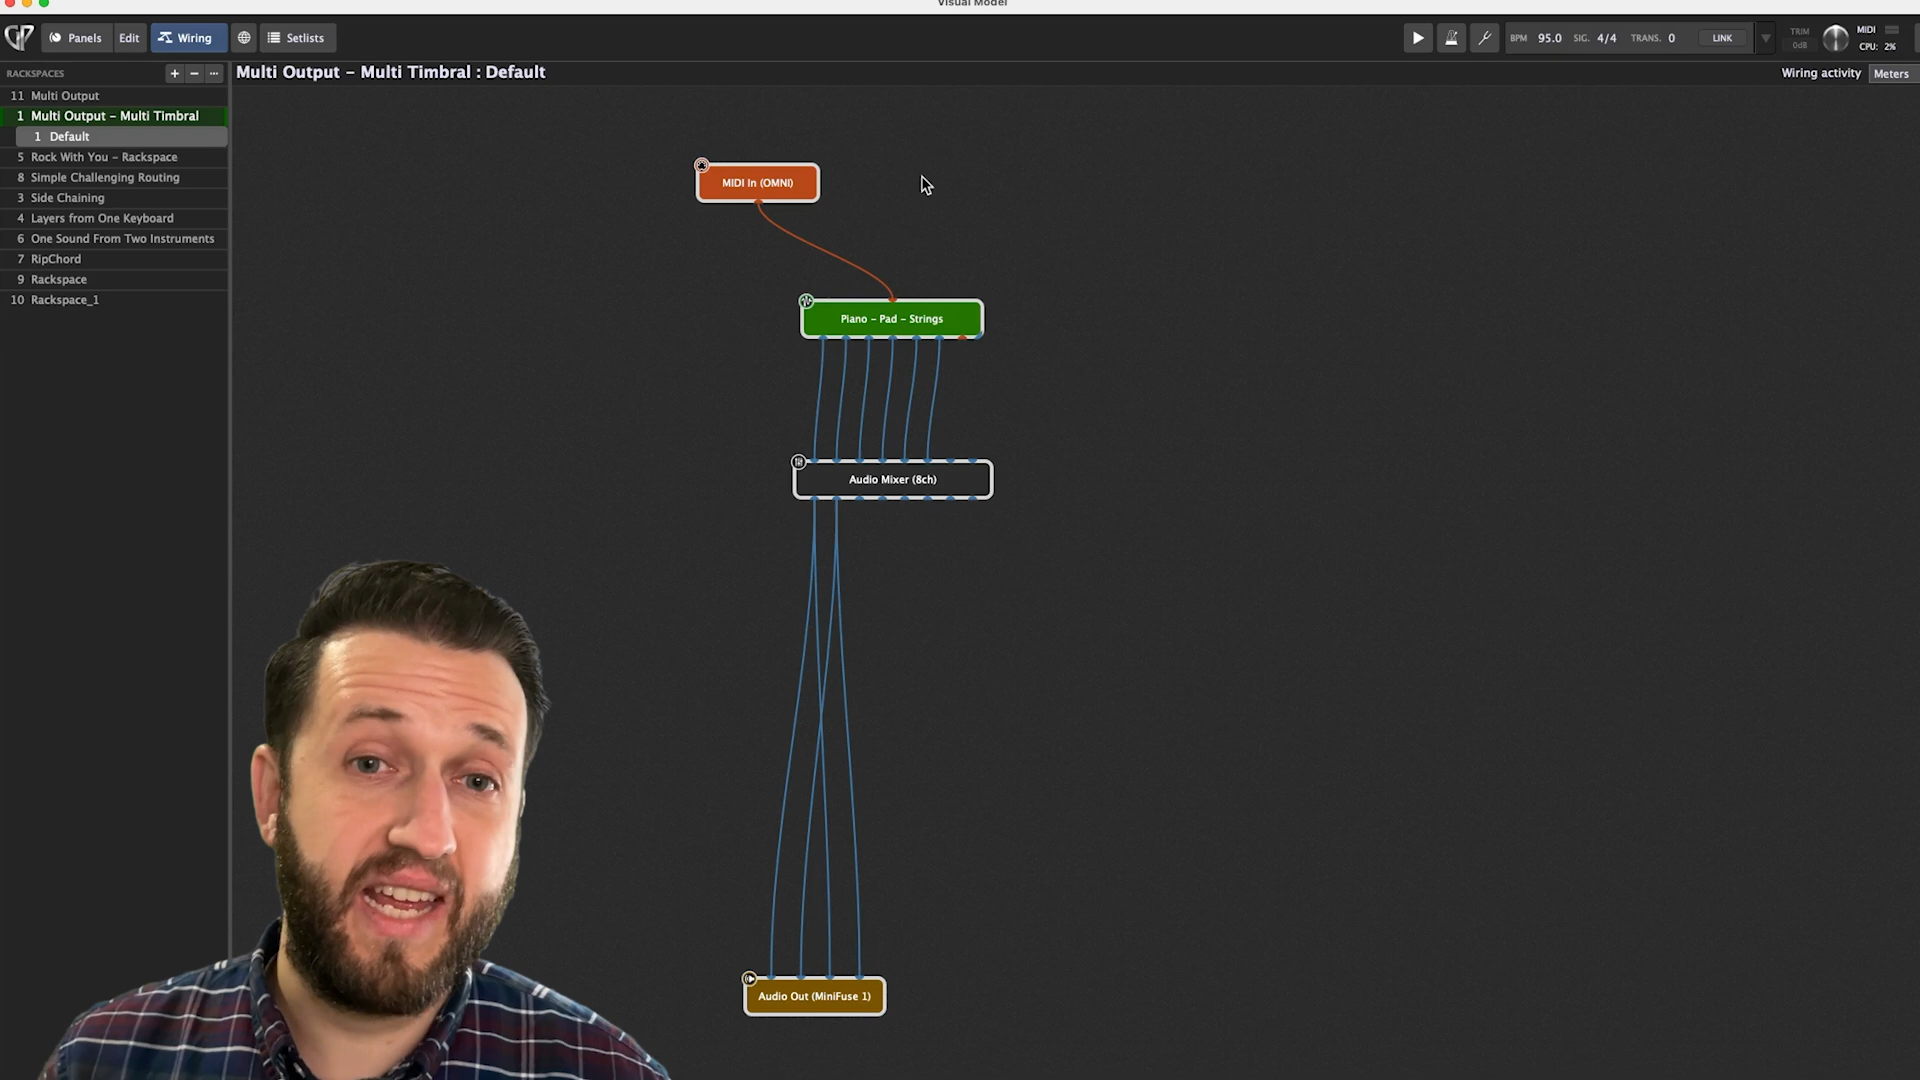 Visual Model
GP Panels Edit Wiring Setlists
BPM 95.0 SIG. 4/4 TRANS. 0 LINK
TRIM
0dB
MIDI
CPU: 2%
RACKSPACES + − ...
Multi Output – Multi Timbral : Default
Wiring activity Meters
11 Multi Output
1 Multi Output – Multi Timbral
1 Default
5 Rock With You – Rackspace
8 Simple Challenging Routing
3 Side Chaining
4 Layers from One Keyboard
6 One Sound From Two Instruments
7 RipChord
9 Rackspace
10 Rackspace_1
MIDI In (OMNI)
Piano – Pad – Strings
Audio Mixer (8ch)
Audio Out (MiniFuse 1)